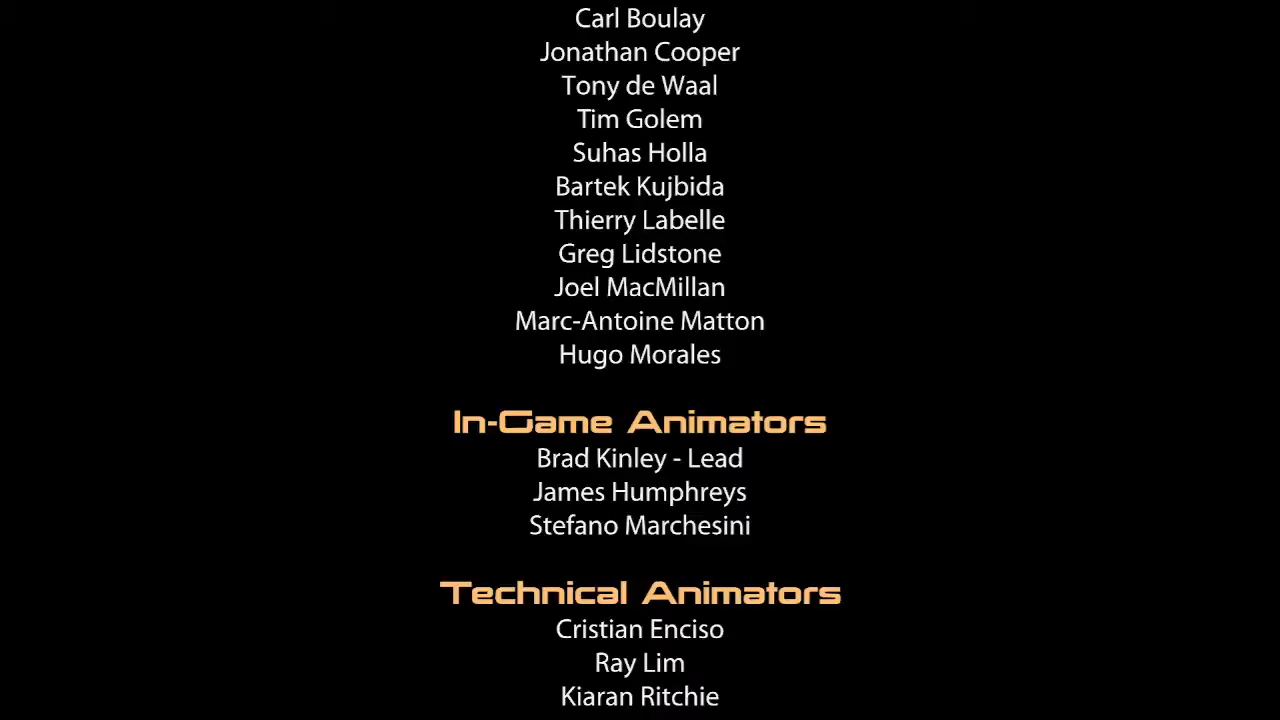 Carl Boulay
Jonathan Cooper
Tony de Waal
Tim Golem
Suhas Holla
Bartek Kujbida
Thierry Labelle
Greg Lidstone
Joel MacMillan
Marc-Antoine Matton
Hugo Morales
In-Game Animators
Brad Kinley - Lead
James Humphreys
Stefano Marchesini
Technical Animators
Cristian Enciso
Ray Lim
Kiaran Ritchie